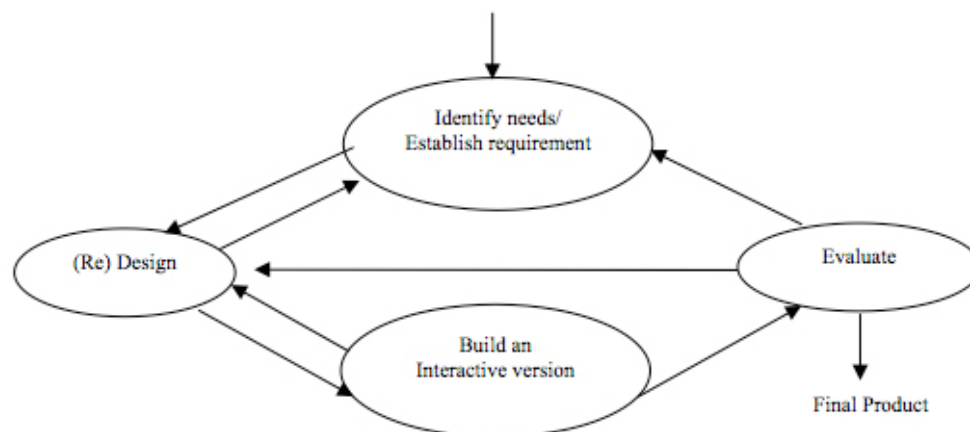 Identify needs/
Establish requirement
(Re) Design
Evaluate
Build an
Interactive version
Final Product